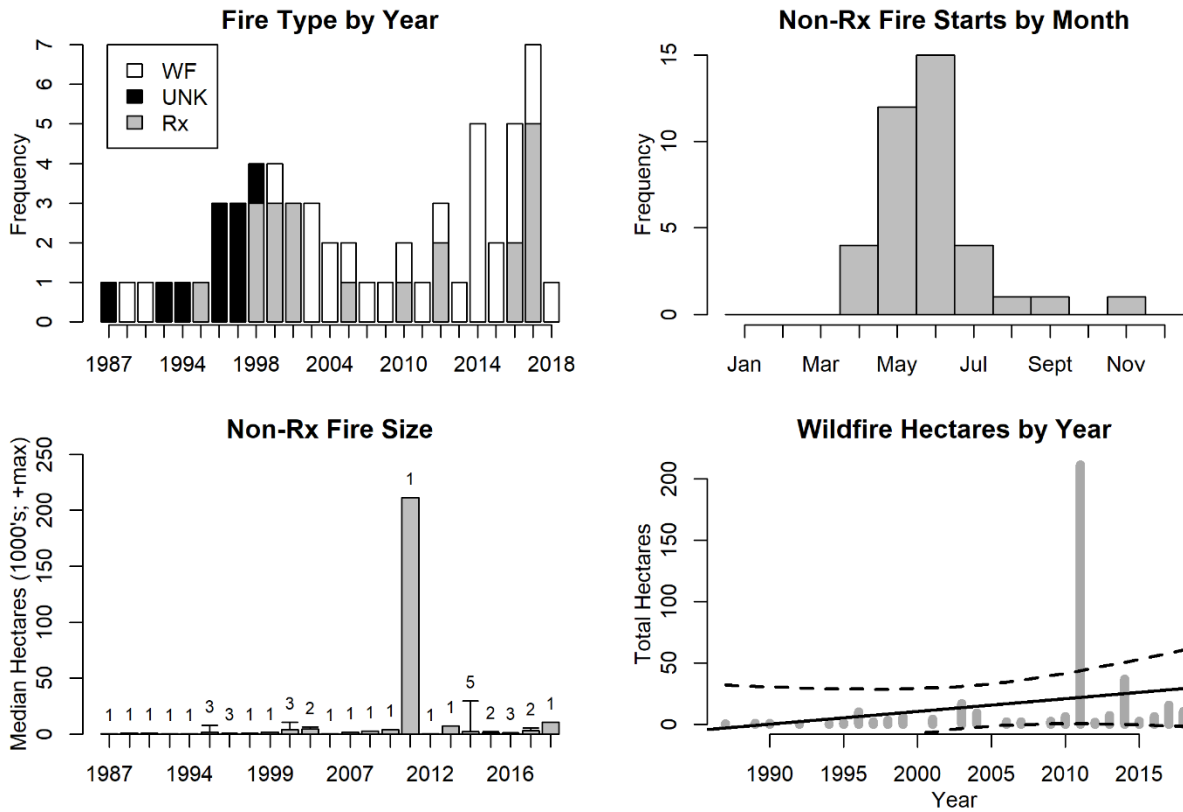 Fire Type by Year
Frequency
0 1 2 3 4 5 6 7
WF
UNK
Rx
1987 1994 1998 2004 2010 2014 2018
Non-Rx Fire Starts by Month
Frequency
0 5 10 15
Jan Mar May Jul Sept Nov
Non-Rx Fire Size
Median Hectares (1000's; +max)
0 50 100 150 200 250
1 1 1 1 1 3 3 1 1 3 2 1 1 1 1 1 1 1 5 2 3 2 1
1987 1994 1999 2007 2012 2016
Wildfire Hectares by Year
Total Hectares
0 50 100 150 200
1990 1995 2000 2005 2010 2015
Year